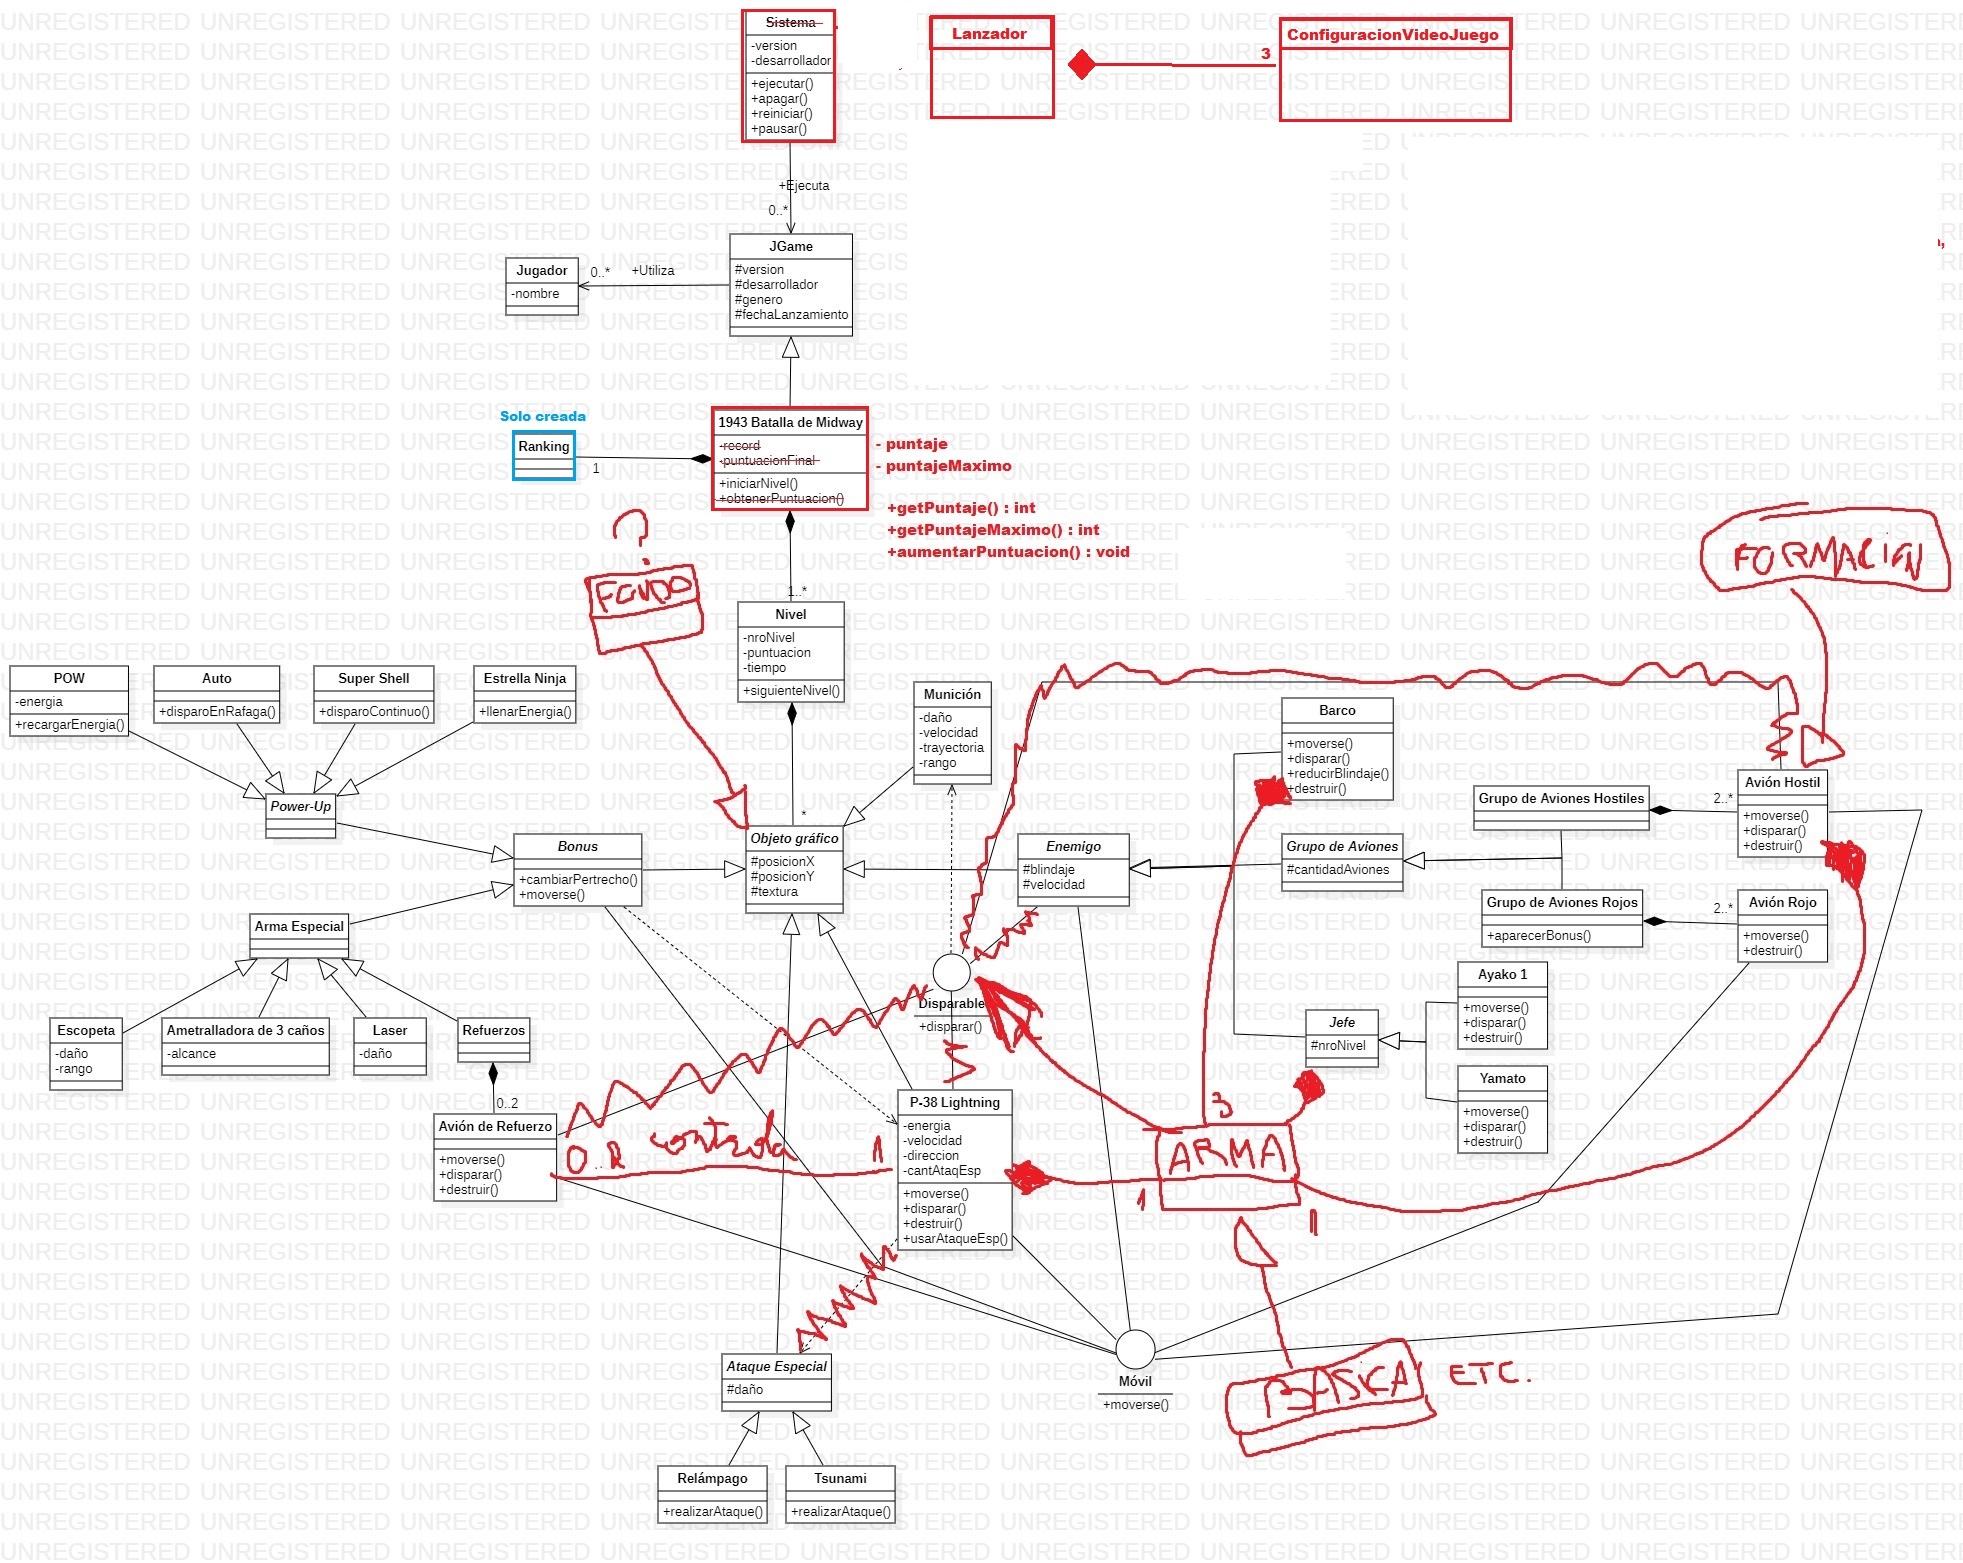 Sistema
-version
-desarrollador
+ejecutar()
+apagar()
+reiniciar()
+pausar()
Lanzador
3
ConfiguracionVideoJuego
+Ejecuta
0..*
JGame
#version
#desarrollador
#genero
#fechaLanzamiento
Jugador
-nombre
0..*
+Utiliza
Solo creada
Ranking
1
1943 Batalla de Midway
-record
-puntuacionFinal
+iniciarNivel()
+obtenerPuntuacion()
- puntaje
- puntajeMaximo
+getPuntaje() : int
+getPuntajeMaximo() : int
+aumentarPuntuacion() : void
?
FONDO
FORMACION
1..*
Nivel
-nroNivel
-puntuacion
-tiempo
+siguienteNivel()
*
POW
-energia
+recargarEnergia()
Auto
+disparoEnRafaga()
Super Shell
+disparoContinuo()
Estrella Ninja
+llenarEnergia()
Power-Up
Bonus
+cambiarPertrecho()
+moverse()
Objeto gráfico
#posicionX
#posicionY
#textura
Munición
-daño
-velocidad
-trayectoria
-rango
Enemigo
#blindaje
#velocidad
Barco
+moverse()
+disparar()
+reducirBlindaje()
+destruir()
Grupo de Aviones
#cantidadAviones
Grupo de Aviones Hostiles
2..*
Avión Hostil
+moverse()
+disparar()
+destruir()
Grupo de Aviones Rojos
+aparecerBonus()
2..*
Avión Rojo
+moverse()
+destruir()
Arma Especial
Escopeta
-daño
-rango
Ametralladora de 3 caños
-alcance
Laser
-daño
Refuerzos
0..2
Disparable
+disparar()
Jefe
#nroNivel
Ayako 1
+moverse()
+disparar()
+destruir()
Yamato
+moverse()
+disparar()
+destruir()
Avión de Refuerzo
+moverse()
+disparar()
+destruir()
1
P-38 Lightning
-energia
-velocidad
-direccion
-cantAtaqEsp
+moverse()
+disparar()
+destruir()
+usarAtaqueEsp()
3
ARMA
1
1
Ataque Especial
#daño
Móvil
+moverse()
BASICA
ETC.
Relámpago
+realizarAtaque()
Tsunami
+realizarAtaque()